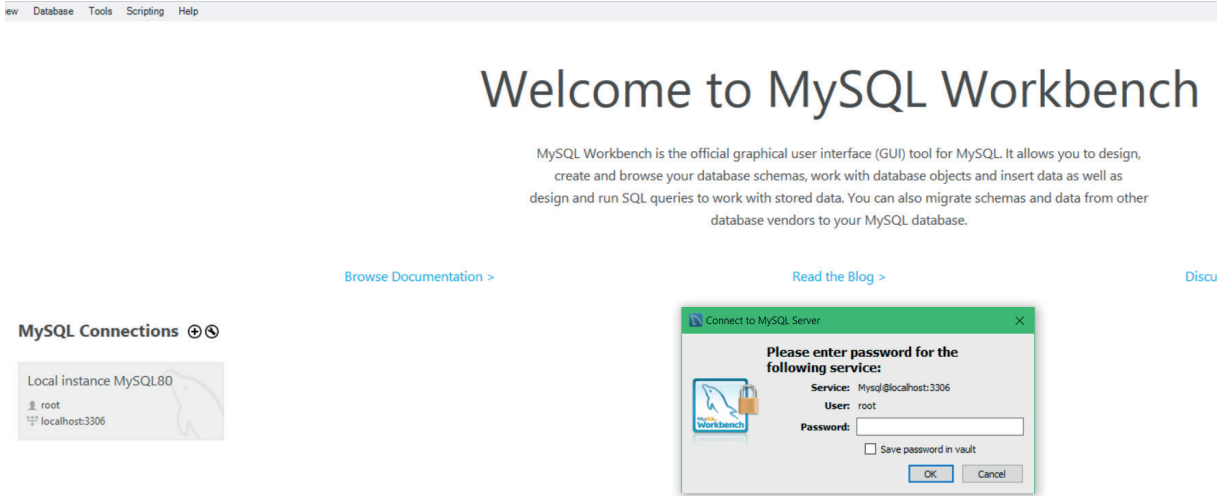 ew Database Tools Scripting Help
Welcome to MySQL Workbench
MySQL Workbench is the official graphical user interface (GUI) tool for MySQL. It allows you to design,
create and browse your database schemas, work with database objects and insert data as well as
design and run SQL queries to work with stored data. You can also migrate schemas and data from other
database vendors to your MySQL database.
Browse Documentation >
Read the Blog >
Discu
MySQL Connections
Local instance MySQL80
root
localhost:3306
Connect to MySQL Server
Please enter password for the
following service:
Service: Mysql@localhost:3306
User: root
Password:
Save password in vault
OK Cancel
MySQL
Workbench